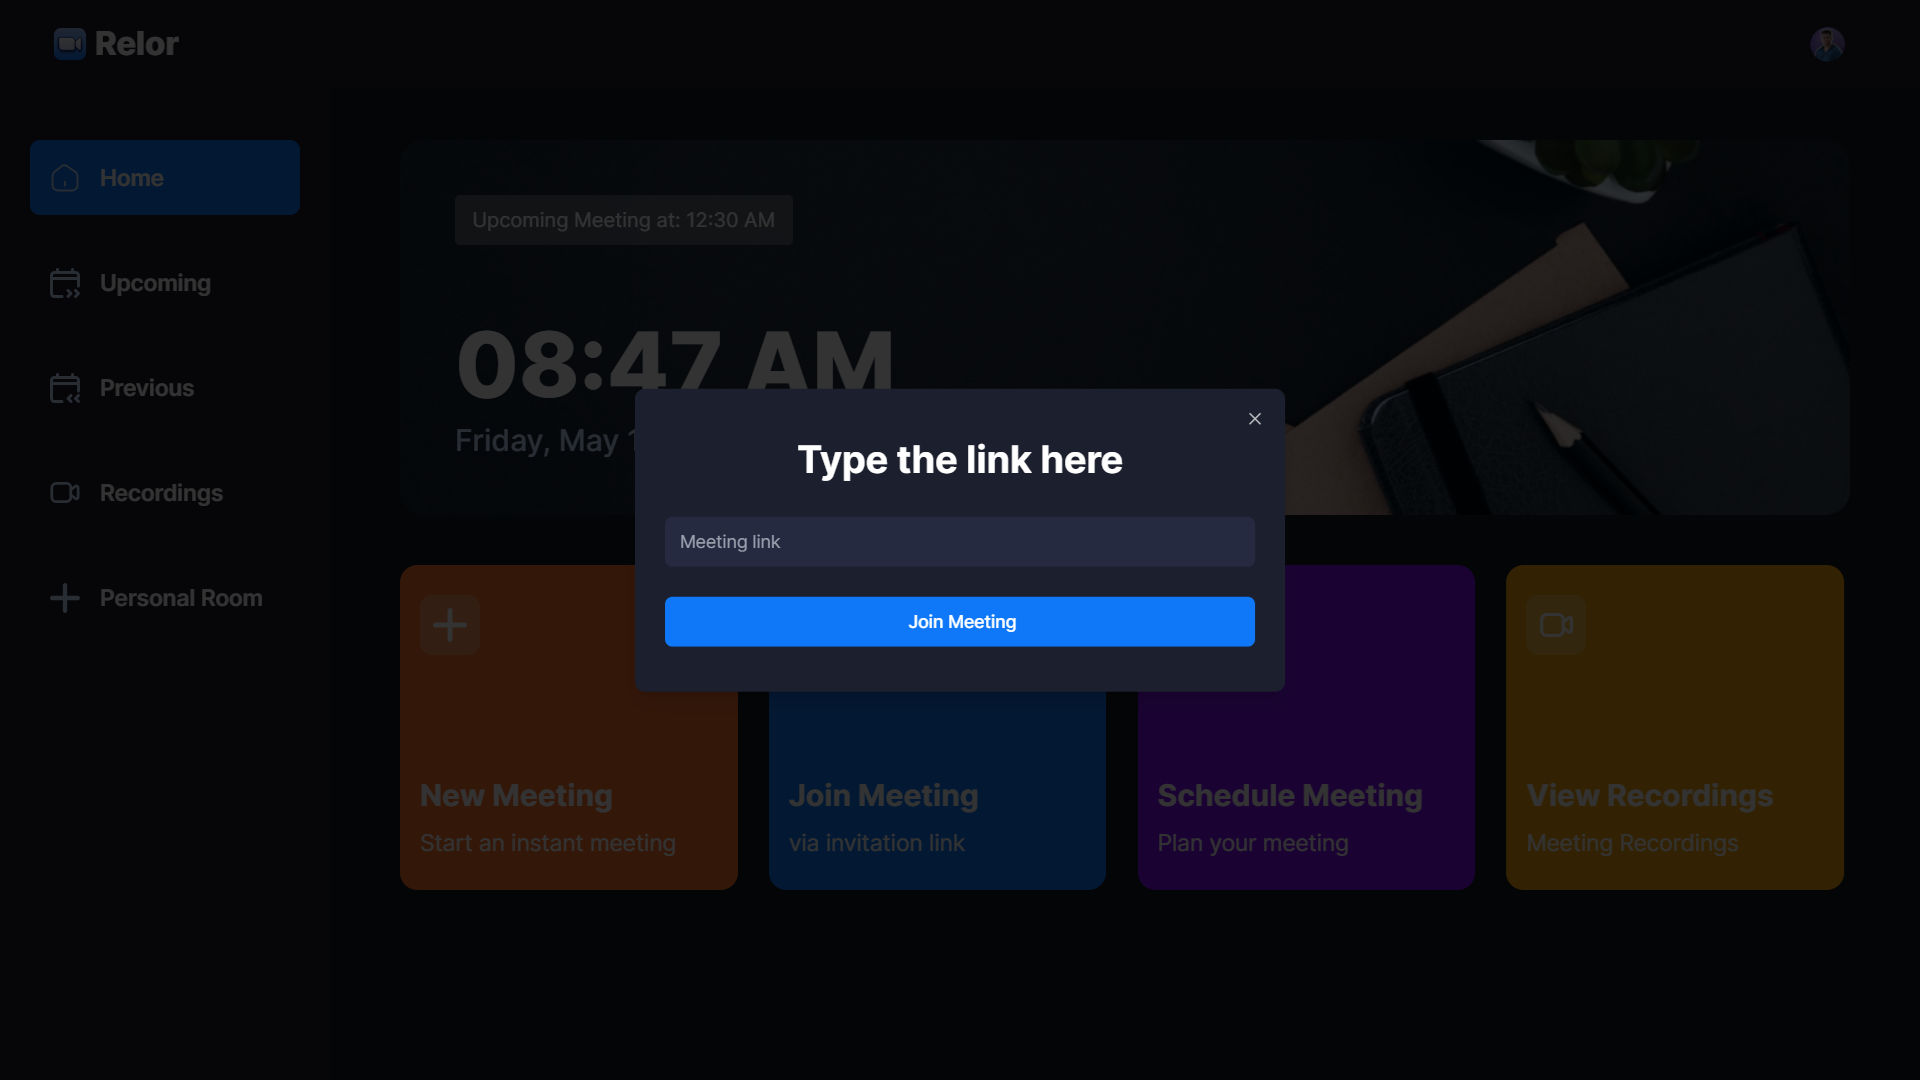 Relor
Home
Upcoming
Previous
Recordings
Personal Room
Upcoming Meeting at: 12:30 AM
08:47 AM
Friday, May
Type the link here
Meeting link
Join Meeting
New Meeting
Start an instant meeting
Join Meeting
via invitation link
Schedule Meeting
Plan your meeting
View Recordings
Meeting Recordings